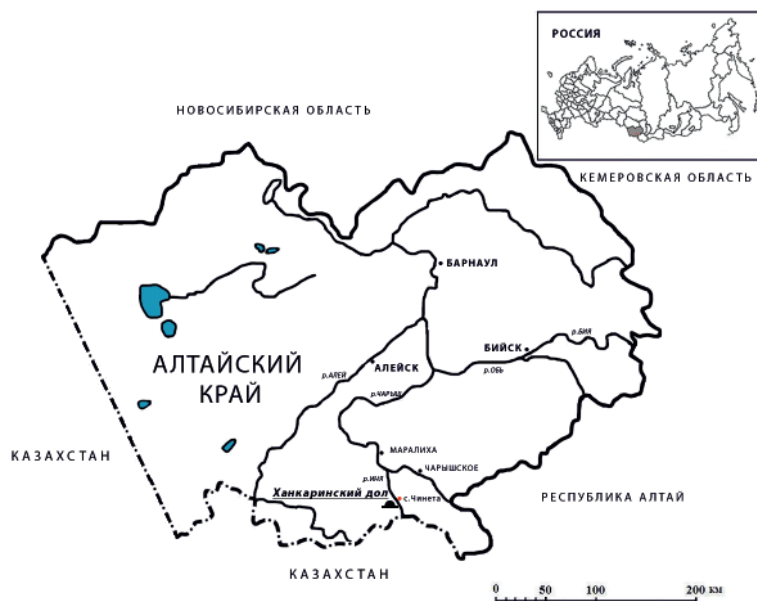 РОССИЯ
НОВОСИБИРСКАЯ ОБЛАСТЬ
КЕМЕРОВСКАЯ ОБЛАСТЬ
БАРНАУЛ
БИЙСК
р.БИЯ
АЛТАЙСКИЙ
КРАЙ
р.АЛЕЙ
АЛЕЙСК
р.ОБЬ
р.ЧАРЫШ
МАРАЛИХА
КАЗАХСТАН
ЧАРЫШСКОЕ
р.ИНЯ
Ханкаринский дол
с.Чинета
РЕСПУБЛИКА АЛТАЙ
КАЗАХСТАН
0 50 100 200 км